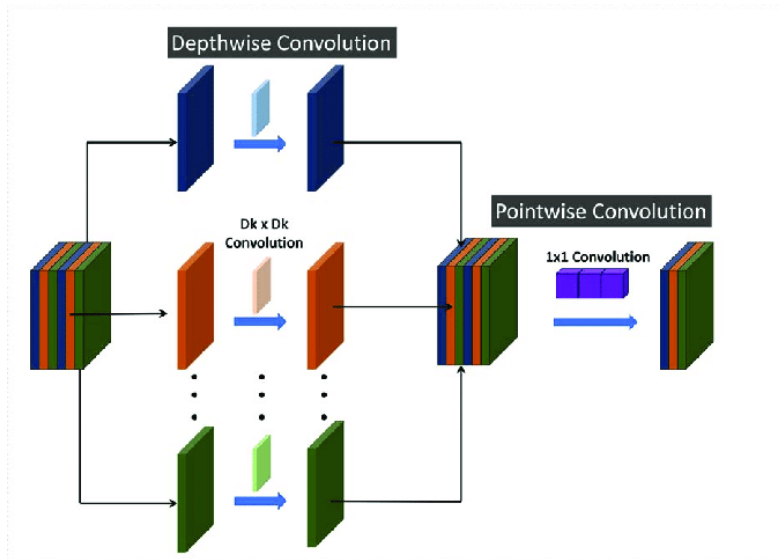 Depthwise Convolution
Dk x Dk
Convolution
Pointwise Convolution
1x1 Convolution